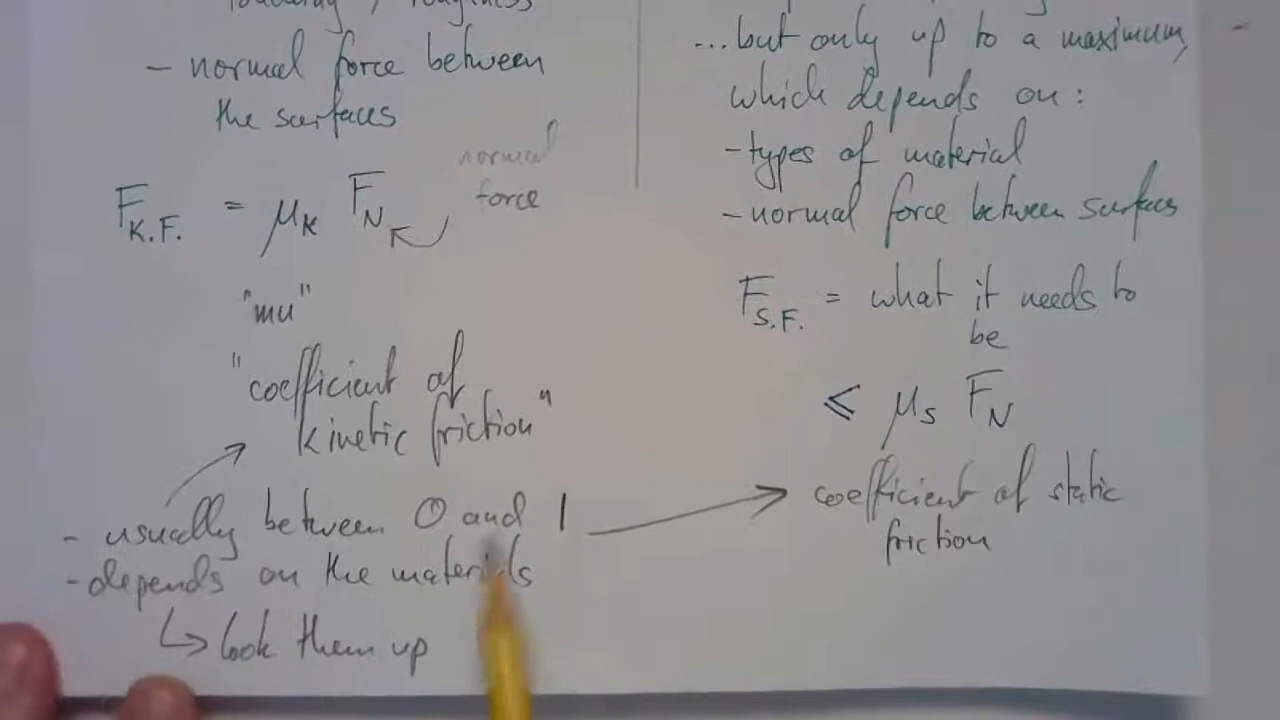 - normal force between
the surfaces
normal
force
F_K.F. = μ_K F_N
"mu"
"coefficient of
kinetic friction"
- usually between 0 and 1
- depends on the materials
↳ look them up
...but only up to a maximum,
which depends on:
- types of material
- normal force between surfaces
F_S.F. = what it needs to
be
≤ μ_S F_N
coefficient of static
friction